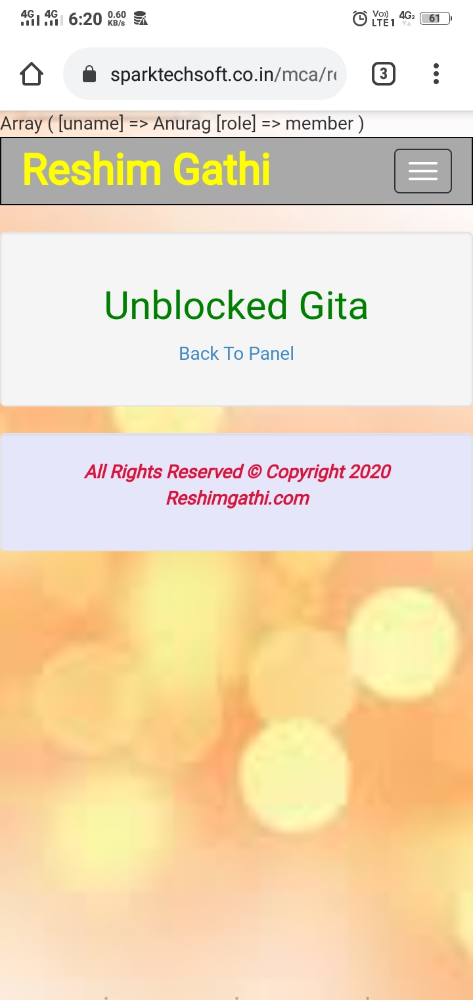 4G 4G 6:20 0.60 KB/s Vo)) LTE1 4G2 61
sparktechsoft.co.in/mca/re
3
Array ( [uname] => Anurag [role] => member )
Reshim Gathi
Unblocked Gita
Back To Panel
All Rights Reserved © Copyright 2020
Reshimgathi.com